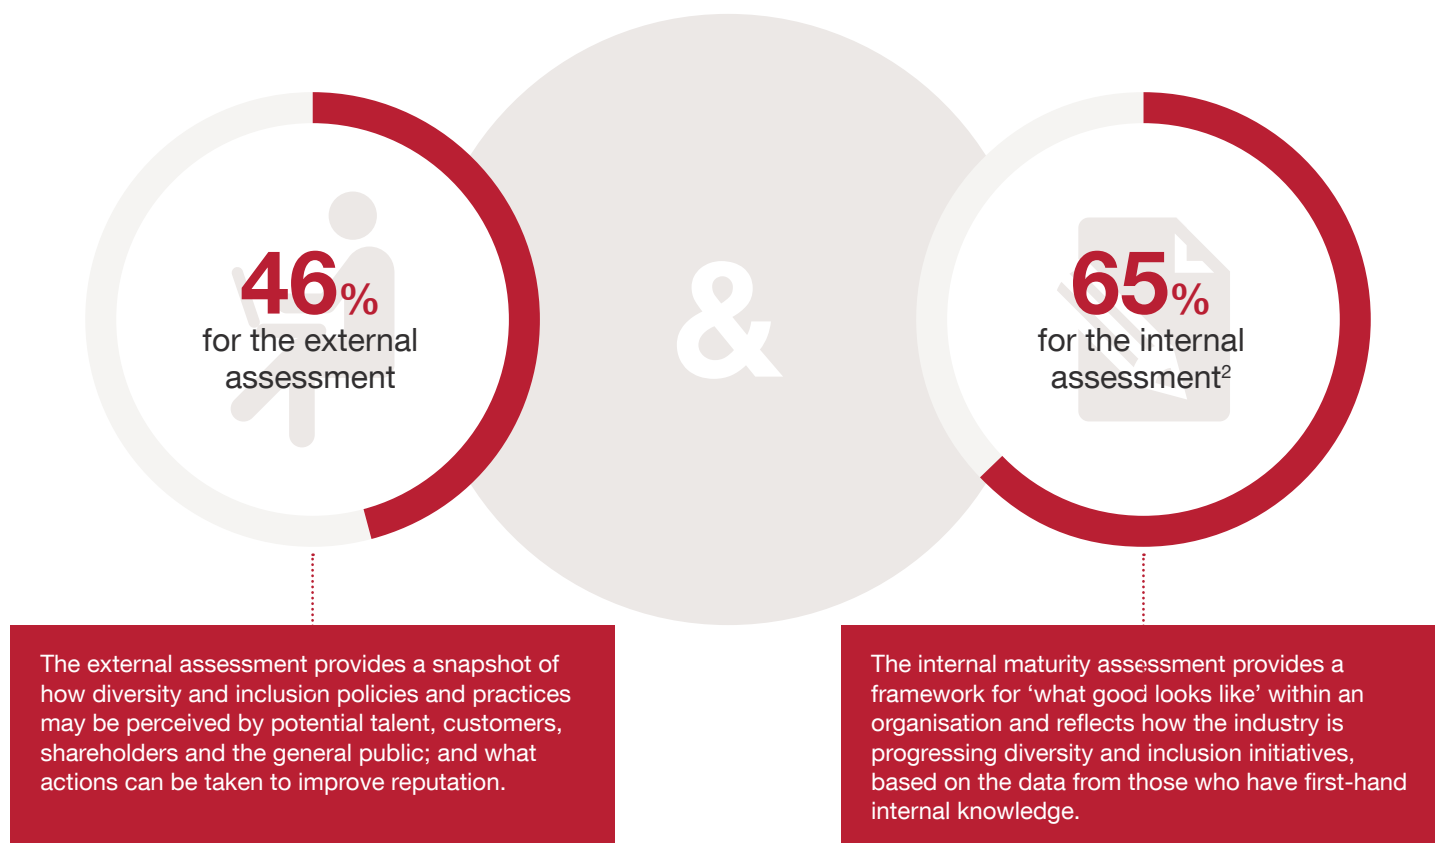 46%
for the external
assessment
&
65%
for the internal
assessment²
The external assessment provides a snapshot of
how diversity and inclusion policies and practices
may be perceived by potential talent, customers,
shareholders and the general public; and what
actions can be taken to improve reputation.
The internal maturity assessment provides a
framework for ‘what good looks like’ within an
organisation and reflects how the industry is
progressing diversity and inclusion initiatives,
based on the data from those who have first-hand
internal knowledge.